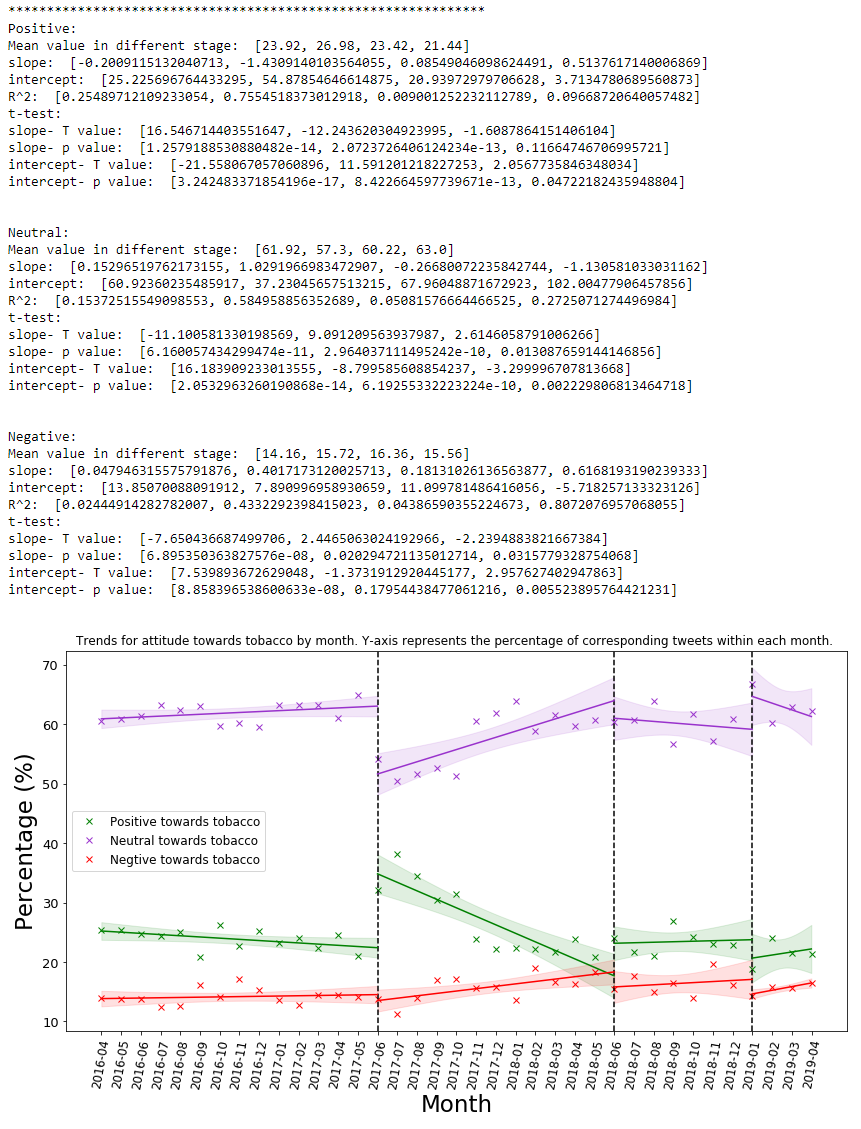 **************************************************************
Positive:
Mean value in different stage:  [23.92, 26.98, 23.42, 21.44]
slope:  [-0.2009115132040713, -1.4309140103564055, 0.08549046098624491, 0.5137617140006869]
intercept:  [25.225696764433295, 54.87854646614875, 20.93972979706628, 3.7134780689560873]
R^2:  [0.25489712109233054, 0.7554518373012918, 0.009001252232112789, 0.09668720640057482]
t-test:
slope- T value:  [16.546714403551647, -12.243620304923995, -1.6087864151406104]
slope- p value:  [1.2579188530880482e-14, 2.0723726406124234e-13, 0.11664746706995721]
intercept- T value:  [-21.558067057060896, 11.591201218227253, 2.0567735846348034]
intercept- p value:  [3.242483371854196e-17, 8.422664597739671e-13, 0.04722182435948804]
Neutral:
Mean value in different stage:  [61.92, 57.3, 60.22, 63.0]
slope:  [0.15296519762173155, 1.0291966983472907, -0.26680072235842744, -1.130581033031162]
intercept:  [60.92360235485917, 37.23045657513215, 67.96048871672923, 102.00477906457856]
R^2:  [0.15372515549098553, 0.584958856352689, 0.05081576664466525, 0.2725071274496984]
t-test:
slope- T value:  [-11.100581330198569, 9.091209563937987, 2.6146058791006266]
slope- p value:  [6.160057434299474e-11, 2.964037111495242e-10, 0.013087659144146856]
intercept- T value:  [16.183909233013555, -8.799585608854237, -3.299996707813668]
intercept- p value:  [2.0532963260190868e-14, 6.19255332223224e-10, 0.002229806813464718]
Negative:
Mean value in different stage:  [14.16, 15.72, 16.36, 15.56]
slope:  [0.047946315575791876, 0.4017173120025713, 0.18131026136563877, 0.6168193190239333]
intercept:  [13.85070088091912, 7.890996958930659, 11.099781486416056, -5.718257133323126]
R^2:  [0.02444914282782007, 0.4332292398415023, 0.04386590355224673, 0.8072076957068055]
t-test:
slope- T value:  [-7.650436687499706, 2.4465063024192966, -2.2394883821667384]
slope- p value:  [6.895350363827576e-08, 0.020294721135012714, 0.0315779328754068]
intercept- T value:  [7.539893672629048, -1.3731912920445177, 2.957627402947863]
intercept- p value:  [8.858396538600633e-08, 0.17954438477061216, 0.005523895764421231]
Trends for attitude towards tobacco by month. Y-axis represents the percentage of corresponding tweets within each month.
70
60
50
40
30
20
10
Percentage (%)
Positive towards tobacco
Neutral towards tobacco
Negtive towards tobacco
2016-04
2016-05
2016-06
2016-07
2016-08
2016-09
2016-10
2016-11
2016-12
2017-01
2017-02
2017-03
2017-04
2017-05
2017-06
2017-07
2017-08
2017-09
2017-10
2017-11
2017-12
2018-01
2018-02
2018-03
2018-04
2018-05
2018-06
2018-07
2018-08
2018-09
2018-10
2018-11
2018-12
2019-01
2019-02
2019-03
2019-04
Month